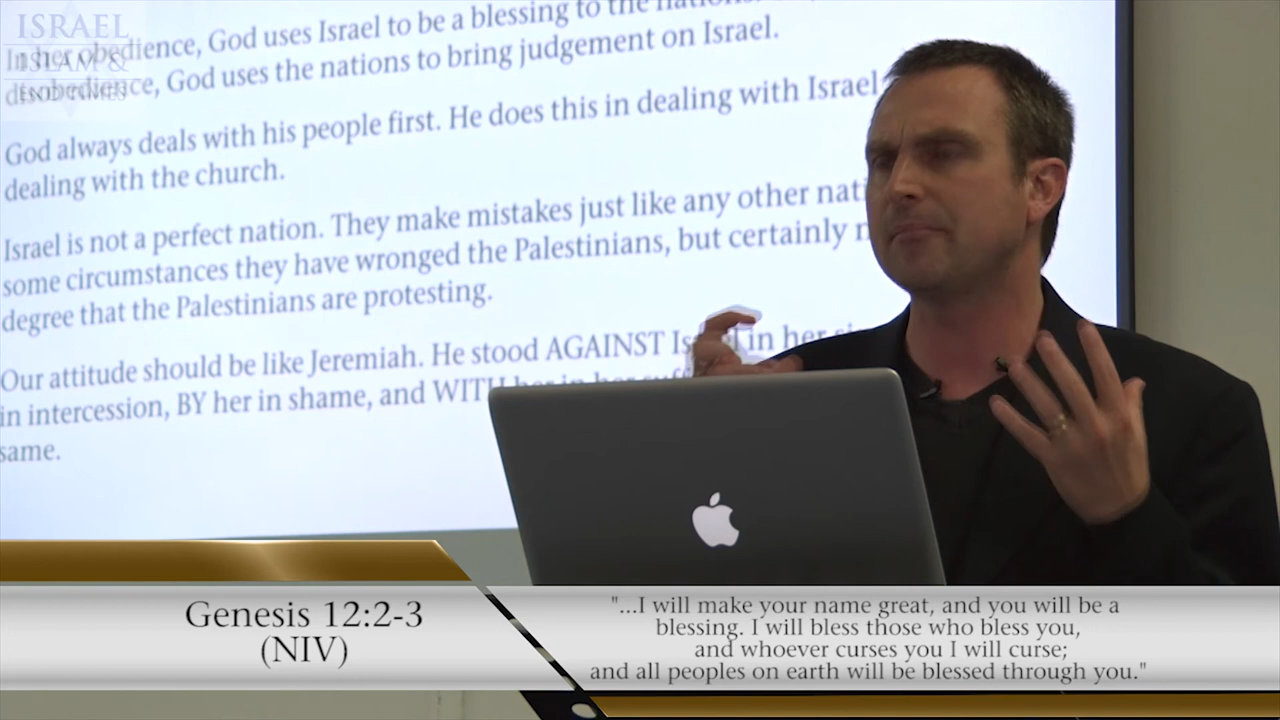 ISRAEL
ISLAM &
END TIMES
In her obedience, God uses Israel to be a blessing to the nations.
disobedience, God uses the nations to bring judgement on Israel.
God always deals with his people first. He does this in dealing with Israel
dealing with the church.
Israel is not a perfect nation. They make mistakes just like any other
some circumstances they have wronged the Palestinians, but certainly
degree that the Palestinians are protesting.
Our attitude should be like Jeremiah. He stood AGAINST in her
in intercession, BY her in shame, and WITH her in her
same.
Genesis 12:2-3
(NIV)
"...I will make your name great, and you will be a
blessing. I will bless those who bless you,
and whoever curses you I will curse;
and all peoples on earth will be blessed through you."